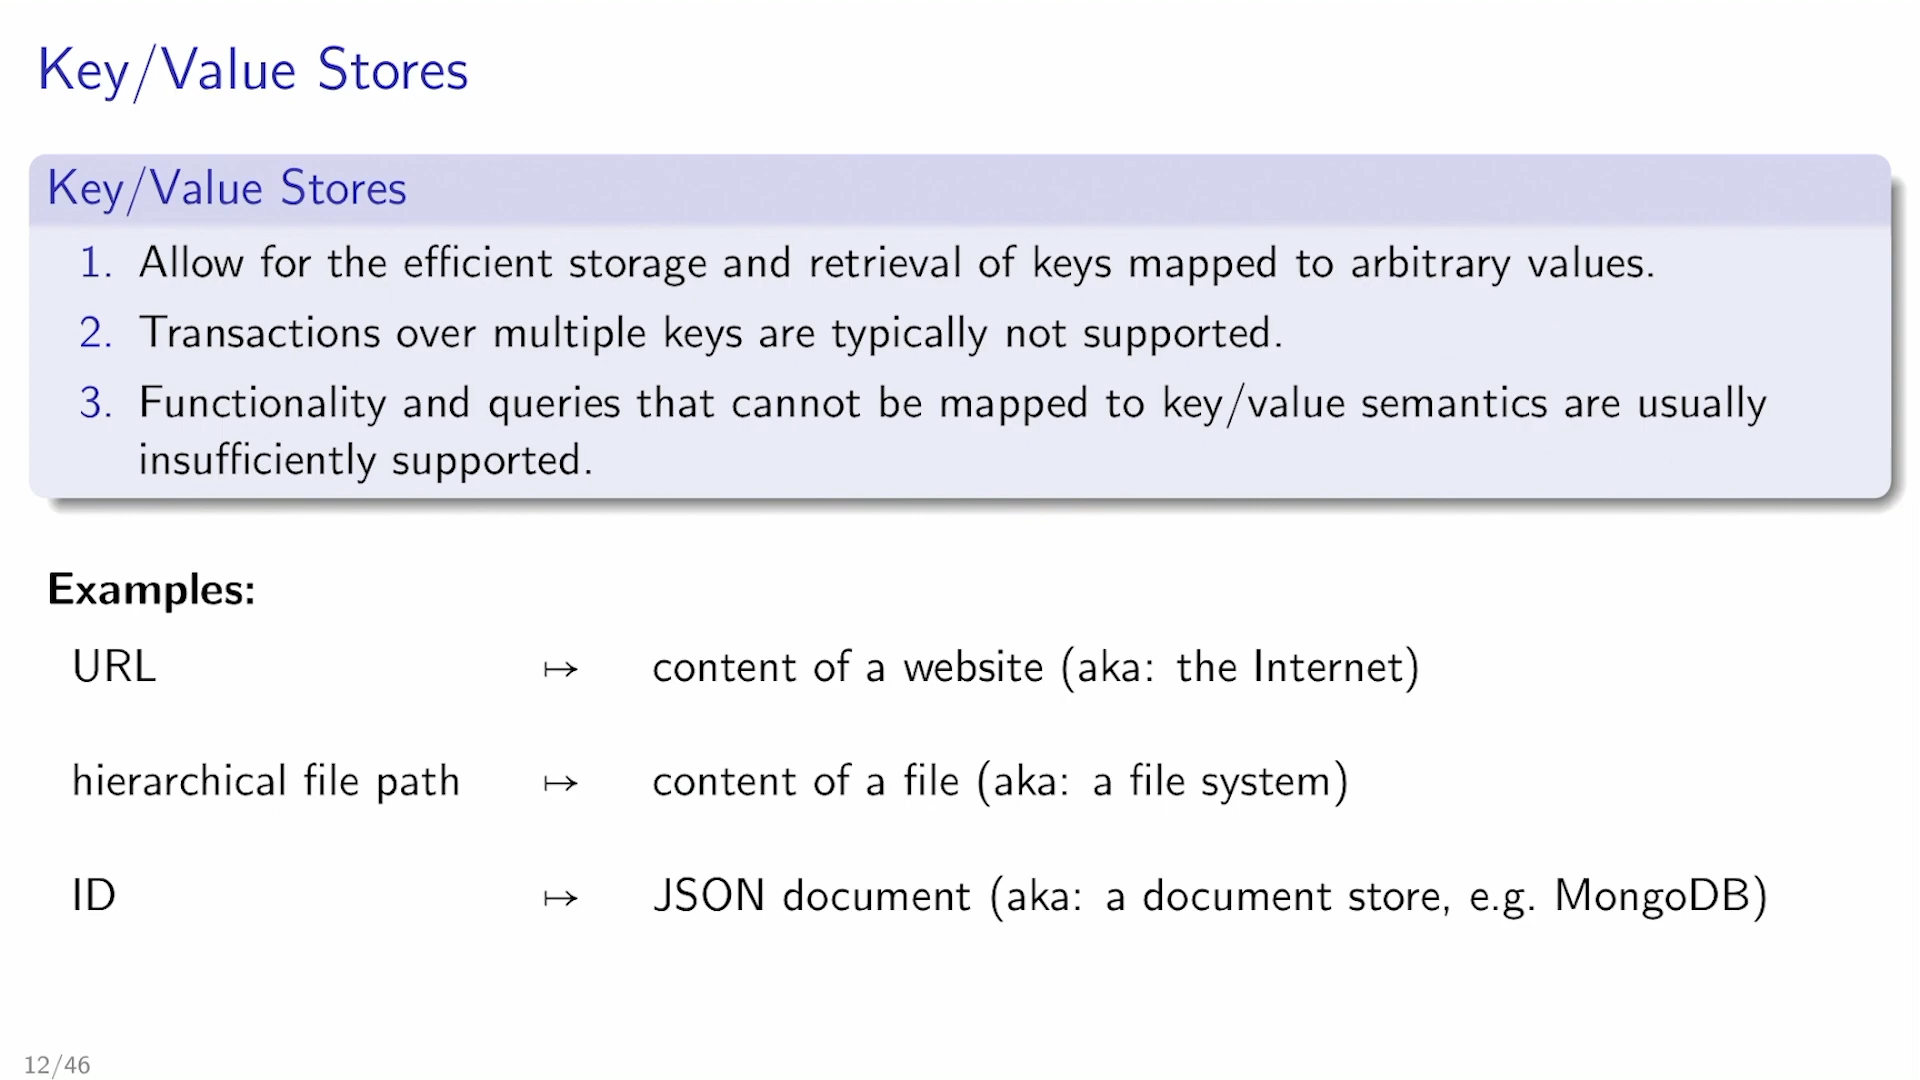 Key/Value Stores
Key/Value Stores
1. Allow for the efficient storage and retrieval of keys mapped to arbitrary values.
2. Transactions over multiple keys are typically not supported.
3. Functionality and queries that cannot be mapped to key/value semantics are usually
insufficiently supported.
Examples:
URL ↦ content of a website (aka: the Internet)
hierarchical file path ↦ content of a file (aka: a file system)
ID ↦ JSON document (aka: a document store, e.g. MongoDB)
12/46